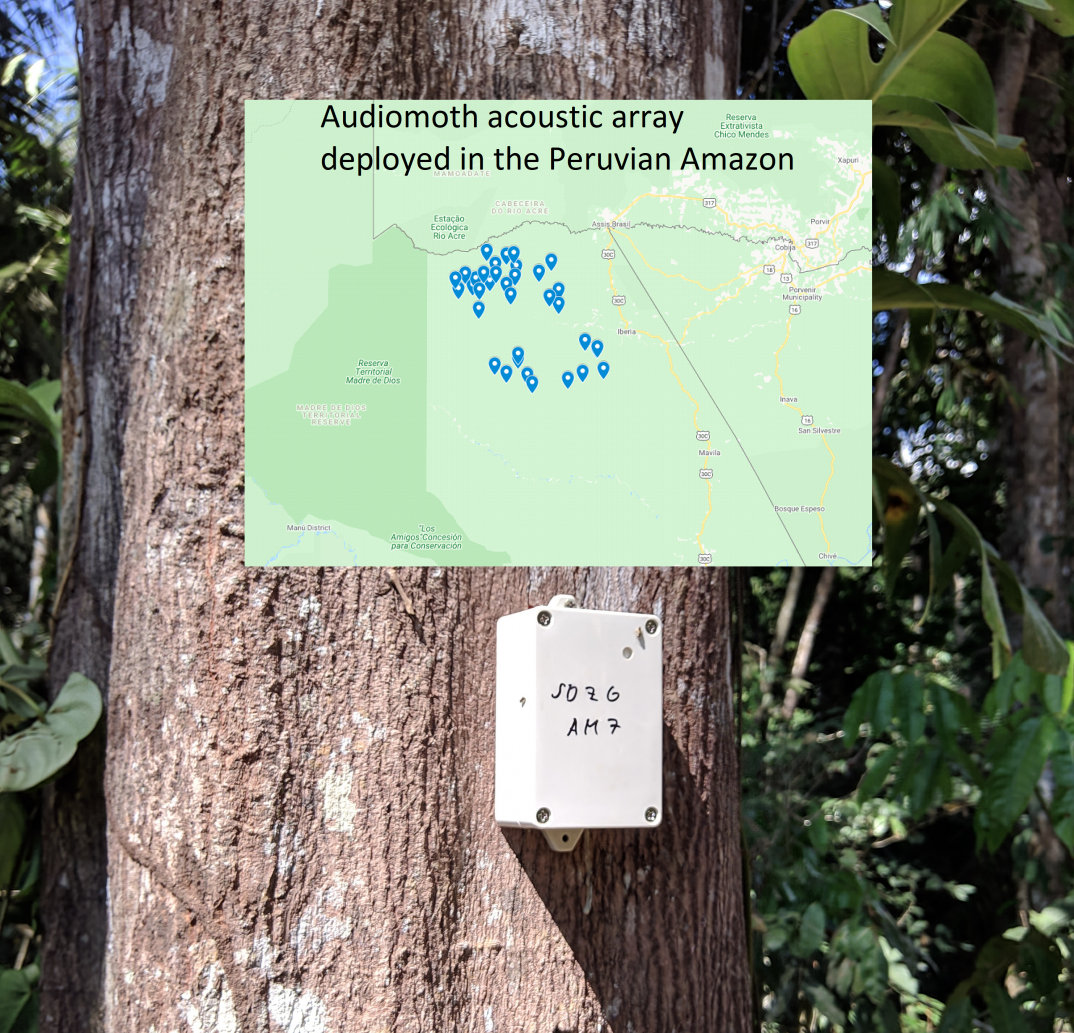 Audiomoth acoustic array
deployed in the Peruvian Amazon
Reserva
Extrativista
Chico Mendes
MAMOADATE
Xapuri
CABECEIRA
DO RIO ACRE
317
Estação
Ecológica
Rio Acre
Assis Brasil
Porvir
317
Cobija
30C
18
13
Porvenir
Municipality
30C
16
Iberia
Reserva
Territorial
Madre de Dios
MADRE DE DIOS
TERRITORIAL
RESERVE
Inava
16
San Silvestre
30C
Mavila
30C
Bosque Espeso
Manú District
"Los
Amigos"Concesión
para Conservación
30C
Chivé
SDZG
AM7